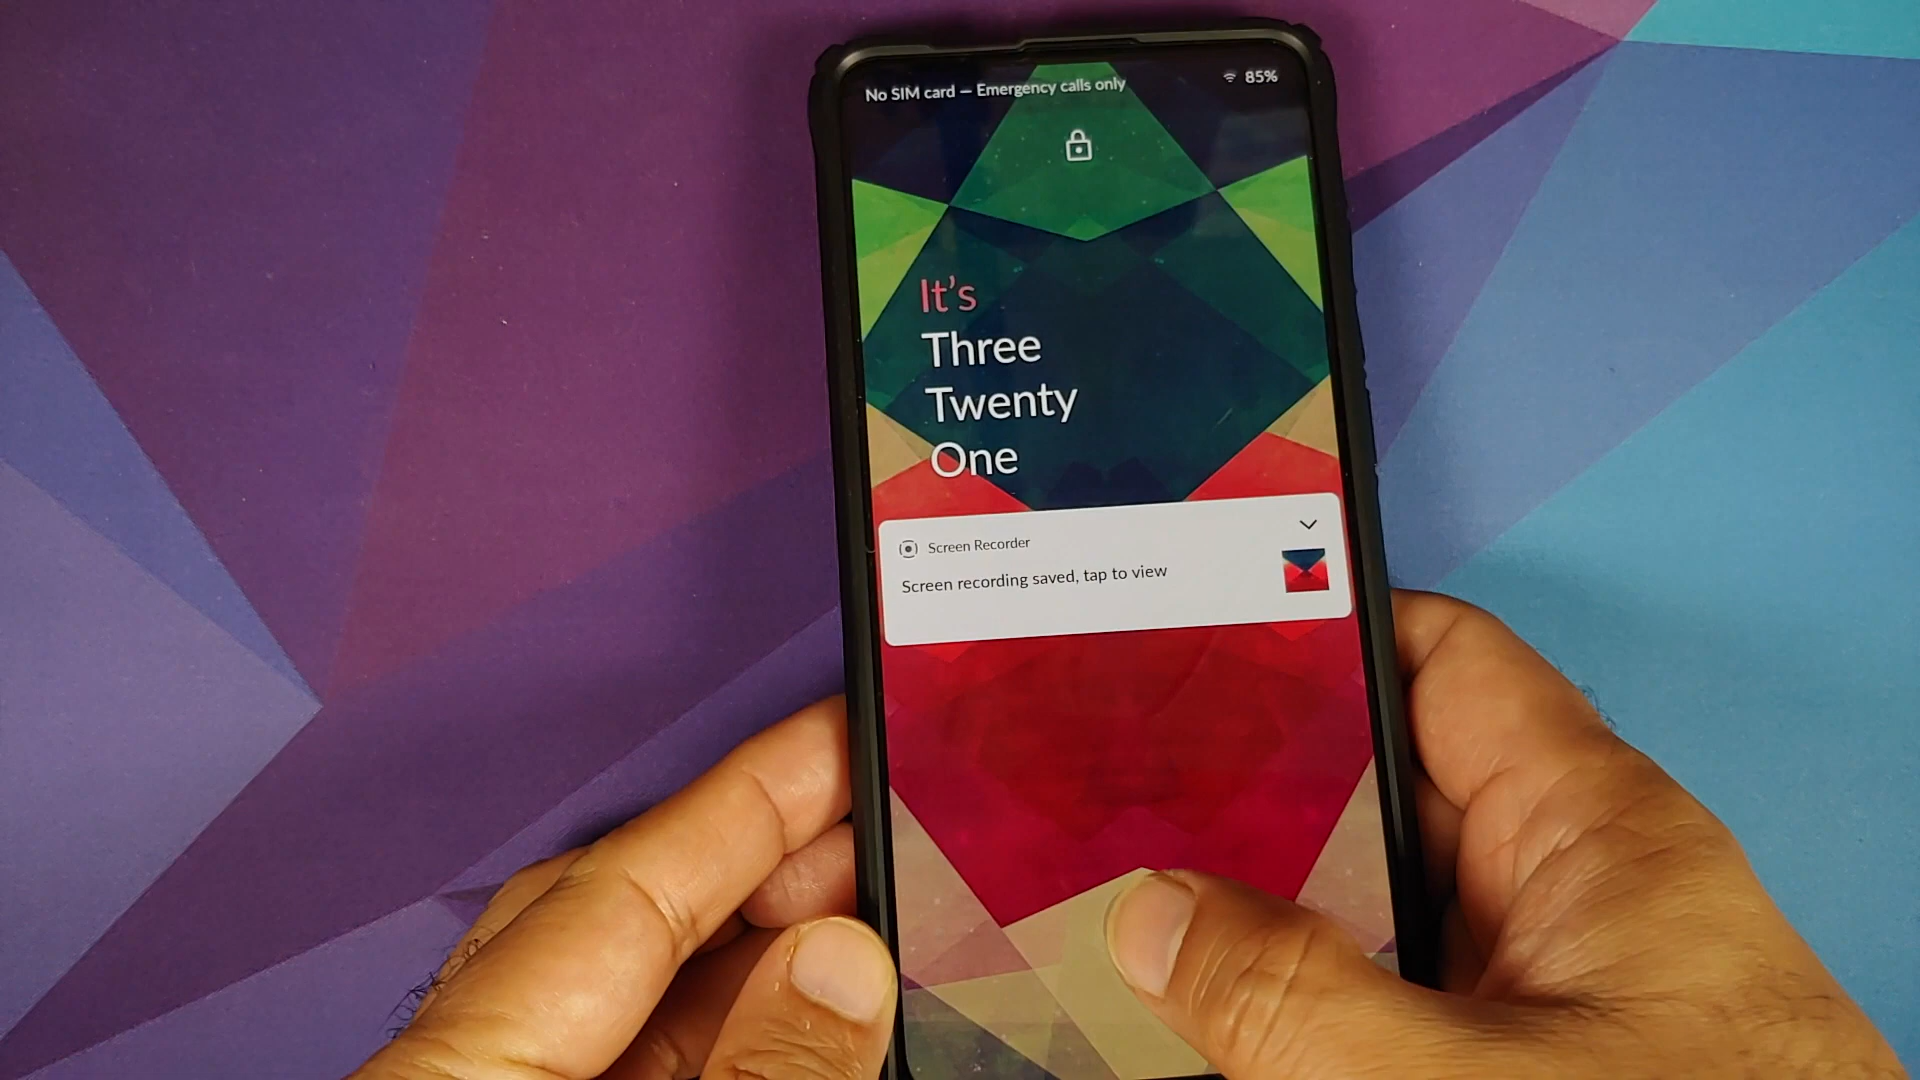 No SIM card — Emergency calls only 85%
It's
Three
Twenty
One
Screen Recorder
Screen recording saved, tap to view